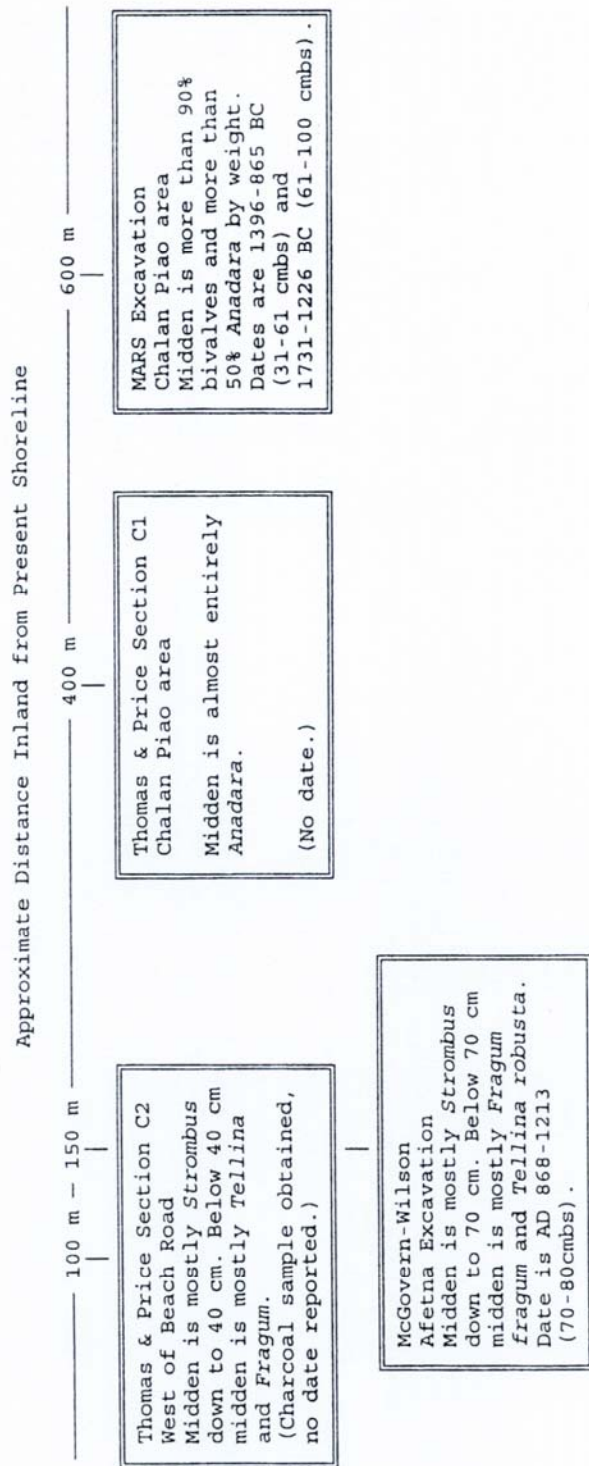 Approximate Distance Inland from Present Shoreline
100 m — 150 m 400 m 600 m
Thomas & Price Section C2
West of Beach Road
Midden is mostly Strombus
down to 40 cm. Below 40 cm
midden is mostly Tellina
and Fragum.
(Charcoal sample obtained,
no date reported.)
Thomas & Price Section C1
Chalan Piao area
Midden is almost entirely
Anadara.
(No date.)
MARS Excavation
Chalan Piao area
Midden is more than 90%
bivalves and more than
50% Anadara by weight.
Dates are 1396-865 BC
(31-61 cmbs) and
1731-1226 BC (61-100 cmbs).
McGovern-Wilson
Afetna Excavation
Midden is mostly Strombus
down to 70 cm. Below 70 cm
midden is mostly Fragum
fragum and Tellina robusta.
Date is AD 868-1213
(70-80cmbs).